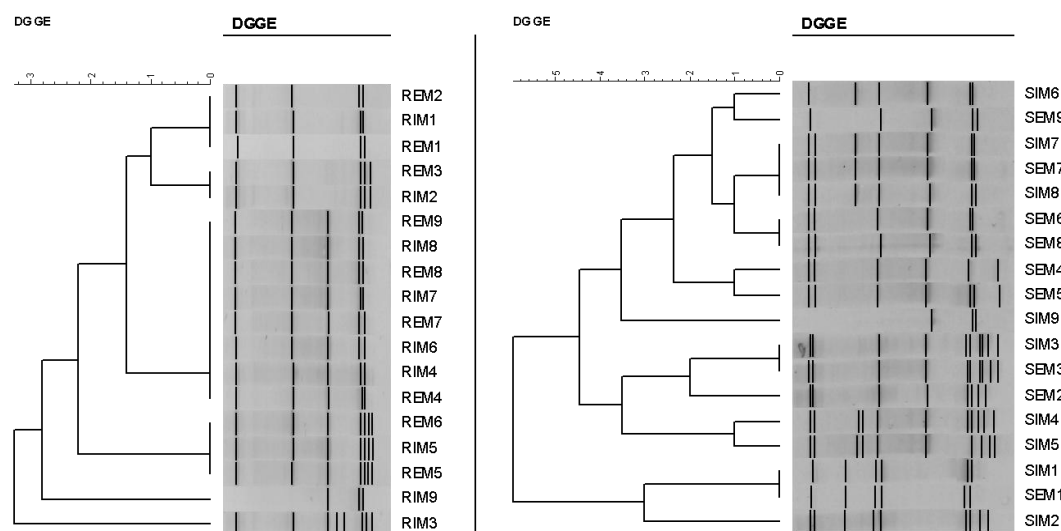 DGGE
DGGE
3 2 1 0
REM2
RIM1
REM1
REM3
RIM2
REM9
RIM8
REM8
RIM7
REM7
RIM6
RIM4
REM4
REM6
RIM5
REM5
RIM9
RIM3
DGGE
DGGE
5 4 3 2 1 0
SIM6
SEM9
SIM7
SEM7
SIM8
SEM6
SEM8
SEM4
SEM5
SIM9
SIM3
SEM3
SEM2
SIM4
SIM5
SIM1
SEM1
SIM2